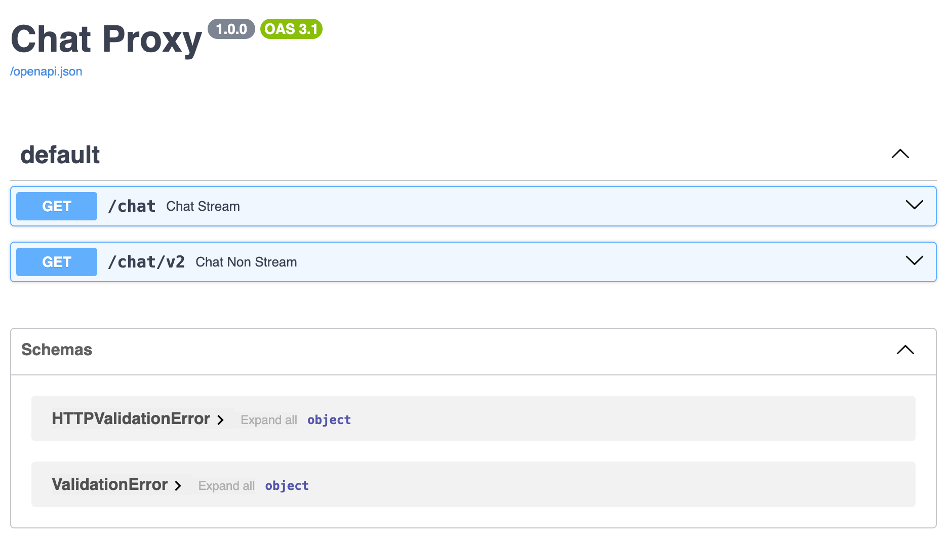 Chat Proxy 1.0.0 OAS 3.1
/openapi.json
default
GET /chat Chat Stream
GET /chat/v2 Chat Non Stream
Schemas
HTTPValidationError Expand all object
ValidationError Expand all object